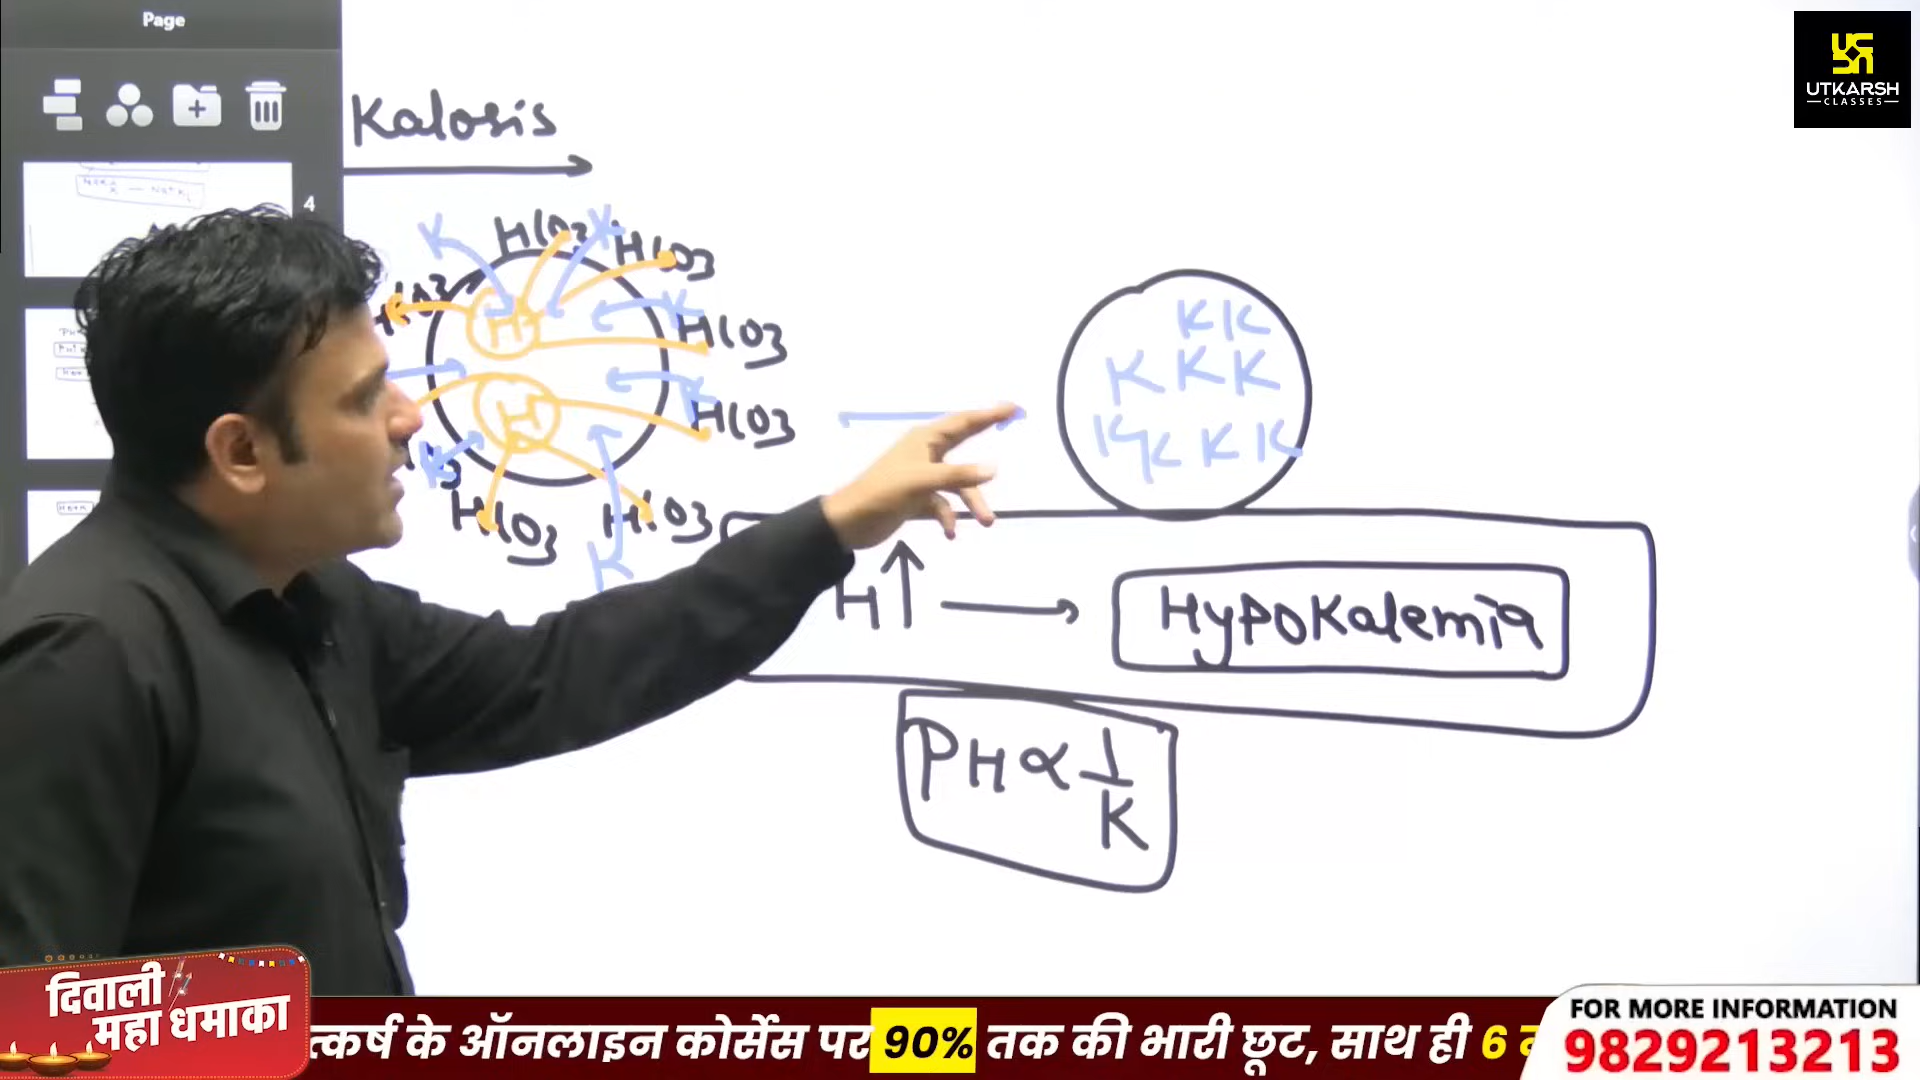 Page
UTKARSH
CLASSES
Kalosis
4
K HCO3 K HCO3
HCO3 K HCO3
H
H
K HCO3
K
HCO3 HCO3
K
K K
K K K
K K K K
H↑ → Hypokalemia
PH ∝ 1/K
दिवाली
महा धमाका
त्कर्ष के ऑनलाइन कोर्सेस पर 90% तक की भारी छूट, साथ ही 6
FOR MORE INFORMATION
9829213213